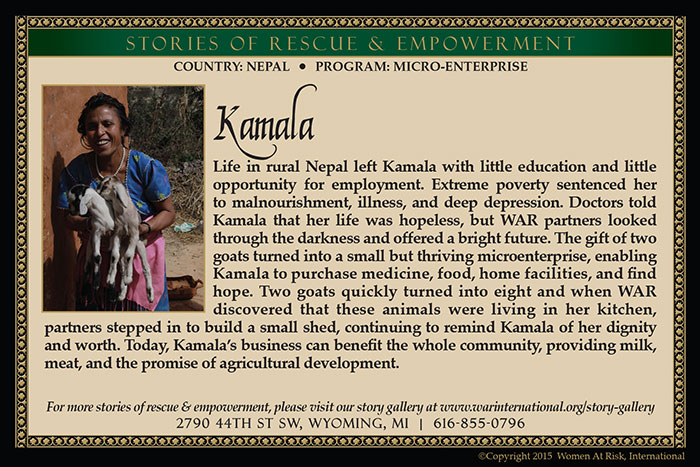 STORIES OF RESCUE & EMPOWERMENT
COUNTRY: NEPAL • PROGRAM: MICRO-ENTERPRISE
Kamala
Life in rural Nepal left Kamala with little education and little
opportunity for employment. Extreme poverty sentenced her
to malnourishment, illness, and deep depression. Doctors told
Kamala that her life was hopeless, but WAR partners looked
through the darkness and offered a bright future. The gift of two
goats turned into a small but thriving microenterprise, enabling
Kamala to purchase medicine, food, home facilities, and find
hope. Two goats quickly turned into eight and when WAR
discovered that these animals were living in her kitchen,
partners stepped in to build a small shed, continuing to remind Kamala of her dignity
and worth. Today, Kamala's business can benefit the whole community, providing milk,
meat, and the promise of agricultural development.
For more stories of rescue & empowerment, please visit our story gallery at www.warinternational.org/story-gallery
2790 44TH ST SW, WYOMING, MI | 616-855-0796
©Copyright 2015 Women At Risk, International